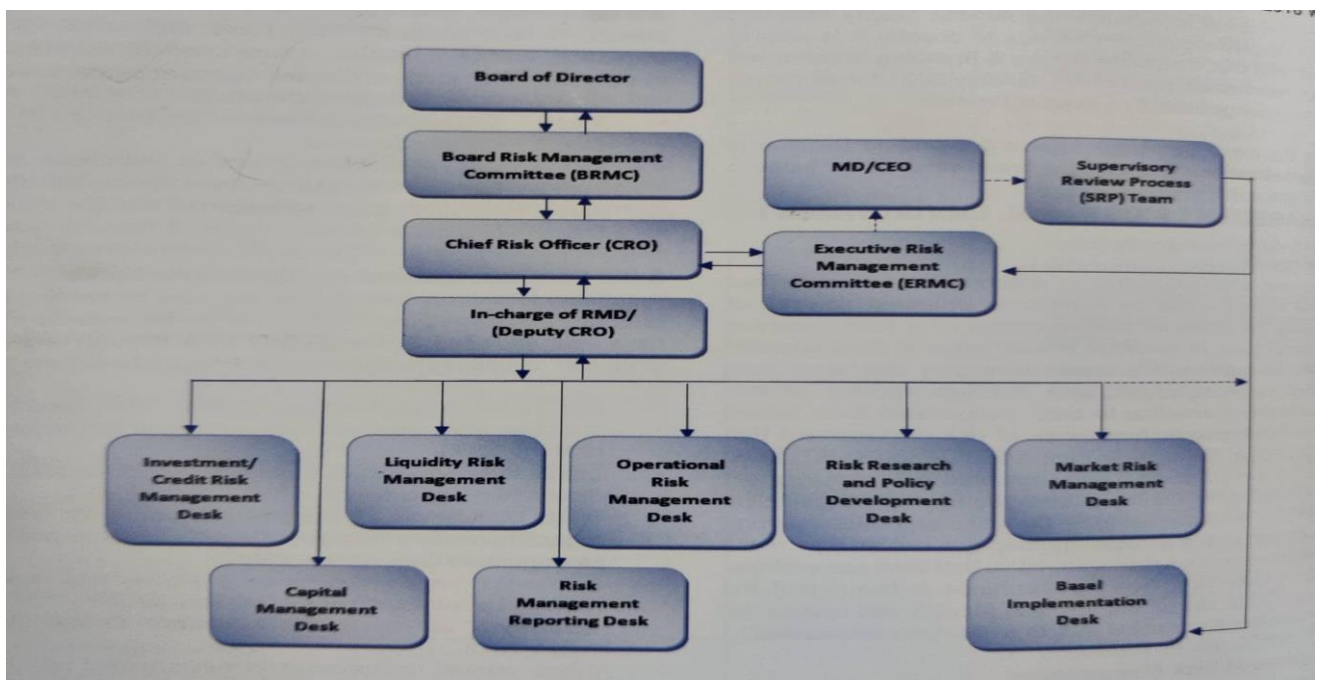 Board of Director
Board Risk Management
Committee (BRMC)
MD/CEO
Supervisory
Review Process
(SRP) Team
Chief Risk Officer (CRO)
Executive Risk
Management
Committee (ERMC)
In-charge of RMD/
(Deputy CRO)
Investment/
Credit Risk
Management
Desk
Liquidity Risk
Management
Desk
Operational
Risk
Management
Desk
Risk Research
and Policy
Development
Desk
Market Risk
Management
Desk
Capital
Management
Desk
Risk
Management
Reporting Desk
Basel
Implementation
Desk